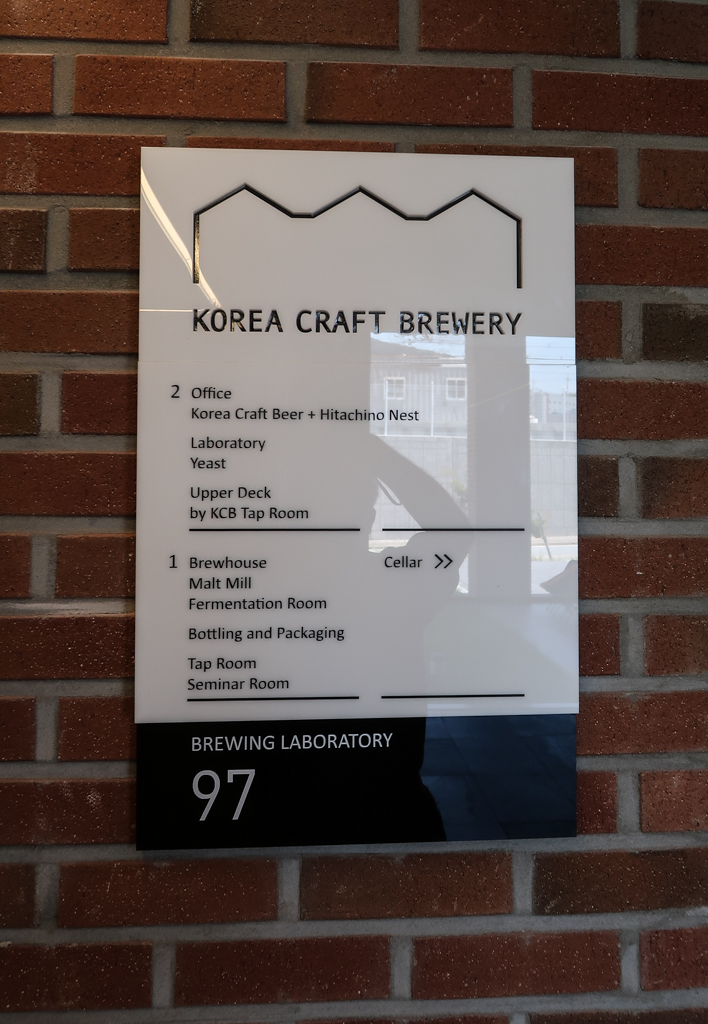 KOREA CRAFT BREWERY
2 Office
Korea Craft Beer + Hitachino Nest
Laboratory
Yeast
Upper Deck
by KCB Tap Room
1 Brewhouse
Malt Mill
Fermentation Room
Bottling and Packaging
Tap Room
Seminar Room
Cellar >>
BREWING LABORATORY
97